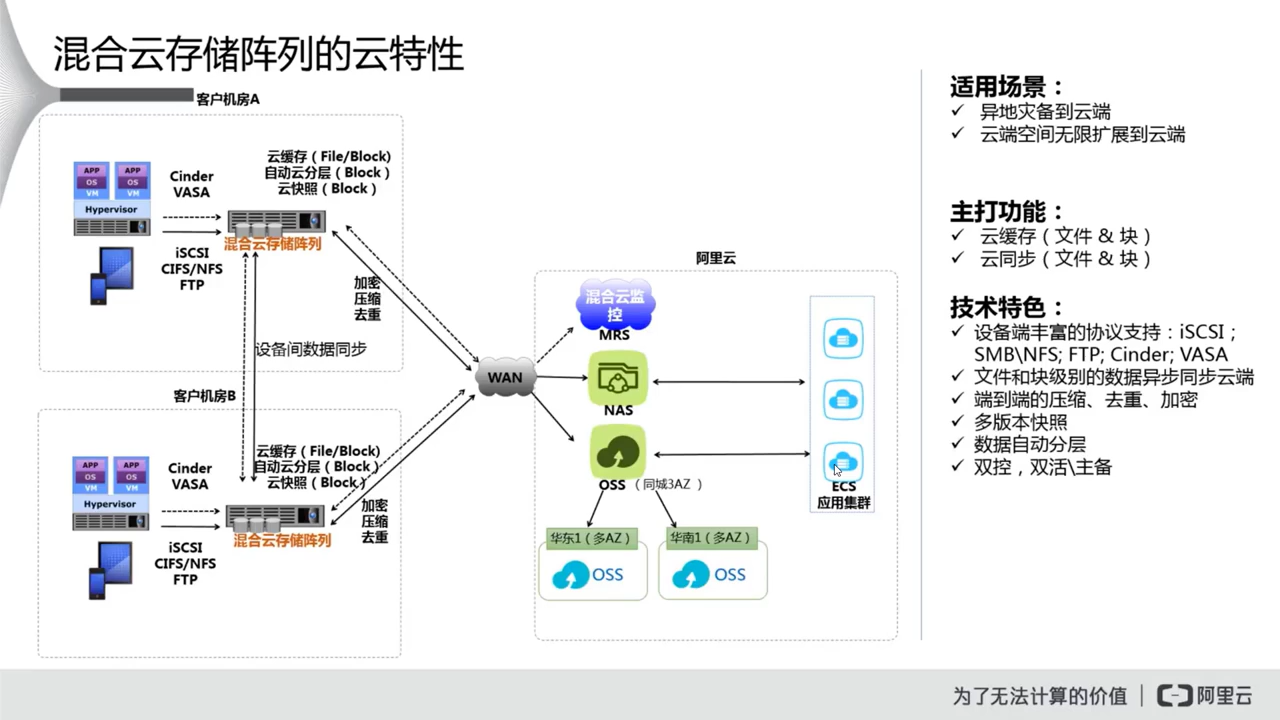 混合云存储阵列的云特性
客户机房A
APP
OS
VM
APP
OS
VM
Hypervisor
Cinder
VASA
iSCSI
CIFS/NFS
FTP
云缓存（File/Block)
自动云分层（Block）
云快照（Block）
混合云存储阵列
加密
压缩
去重
设备间数据同步
客户机房B
APP
OS
VM
APP
OS
VM
Hypervisor
Cinder
VASA
iSCSI
CIFS/NFS
FTP
云缓存（File/Block)
自动云分层（Block）
云快照（Block）
混合云存储阵列
加密
压缩
去重
WAN
阿里云
混合云监
控
MRS
NAS
OSS （同城3AZ ）
华东1（多AZ）
OSS
华南1（多AZ）
OSS
ECS
应用集群
适用场景：
✓ 异地灾备到云端
✓ 云端空间无限扩展到云端
主打功能：
✓ 云缓存（文件 & 块）
✓ 云同步（文件 & 块）
技术特色：
✓ 设备端丰富的协议支持：iSCSI；
SMB\NFS; FTP; Cinder; VASA
✓ 文件和块级别的数据异步同步云端
✓ 端到端的压缩、去重、加密
✓ 多版本快照
✓ 数据自动分层
✓ 双控，双活\主备
为了无法计算的价值 | 阿里云